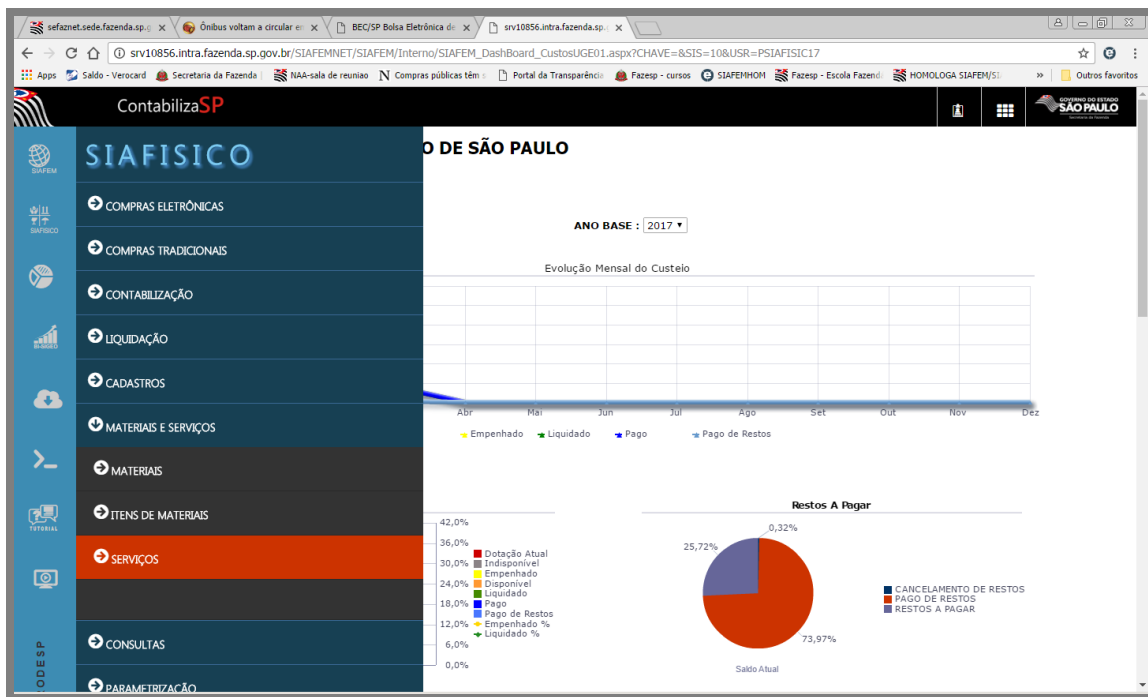 sefaznet.sede.fazenda.sp.g
Ônibus voltam a circular en
BEC/SP Bolsa Eletrônica de
srv10856.intra.fazenda.sp.
srv10856.intra.fazenda.sp.gov.br/SIAFEMNET/SIAFEM/Interno/SIAFEM_DashBoard_CustosUGE01.aspx?CHAVE=&SIS=10&USR=PSIAFISIC17
Apps Saldo - Verocard Secretaria da Fazenda | NAA-sala de reuniao Compras públicas têm s Portal da Transparência Fazesp - cursos SIAFEMHOM Fazesp - Escola Fazend HOMOLOGA SIAFEM/SI » Outros favoritos
ContabilizaSP
GOVERNO DO ESTADO
SÃO PAULO
Secretaria da Fazenda
SIAFEM
SIAFISICO
TUTORIAL
CODESP
SIAFISICO
COMPRAS ELETRÔNICAS
COMPRAS TRADICIONAIS
CONTABILIZAÇÃO
LIQUIDAÇÃO
CADASTROS
MATERIAIS E SERVIÇOS
MATERIAIS
ITENS DE MATERIAIS
SERVIÇOS
CONSULTAS
PARAMETRIZAÇÃO
O DE SÃO PAULO
ANO BASE : 2017
Evolução Mensal do Custeio
Abr Mai Jun Jul Ago Set Out Nov Dez
Empenhado Liquidado Pago Pago de Restos
42,0%
36,0%
30,0%
24,0%
18,0%
12,0%
6,0%
0,0%
Dotação Atual
Indisponível
Empenhado
Disponível
Liquidado
Pago
Pago de Restos
Empenhado %
Liquidado %
Restos A Pagar
0,32%
25,72%
73,97%
CANCELAMENTO DE RESTOS
PAGO DE RESTOS
RESTOS A PAGAR
Saldo Atual